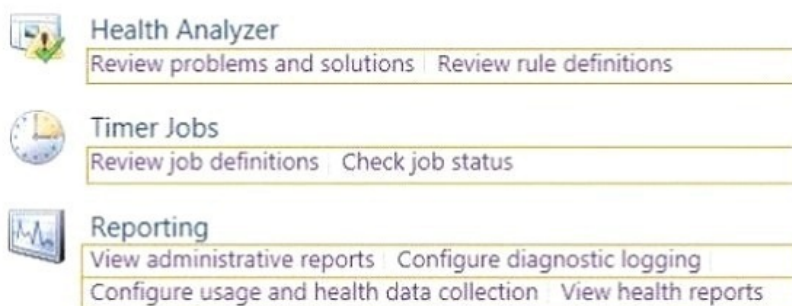 Health Analyzer
Review problems and solutions Review rule definitions
Timer Jobs
Review job definitions Check job status
Reporting
View administrative reports Configure diagnostic logging
Configure usage and health data collection View health reports